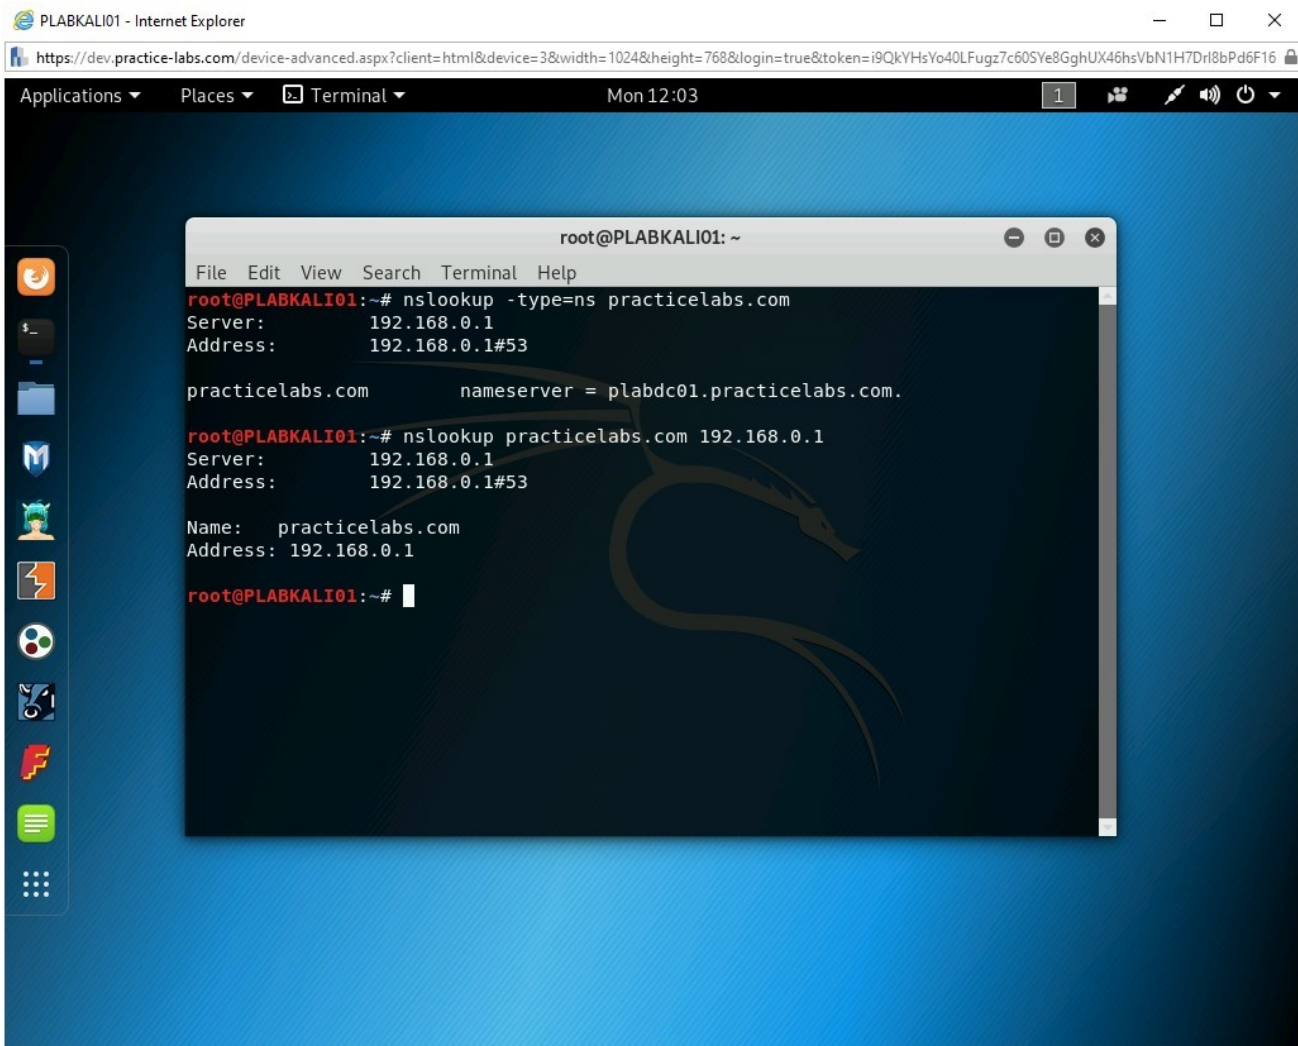 PLABKALI01 - Internet Explorer
https://dev.practice-labs.com/device-advanced.aspx?client=html&device=3&width=1024&height=768&login=true&token=i9QkYHsYo40LFugz7c60SYe8GghUX46hsVbN1H7Drl8bPd6F16
Applications Places Terminal Mon 12:03 1
root@PLABKALI01: ~
File Edit View Search Terminal Help
root@PLABKALI01:~# nslookup -type=ns practicelabs.com
Server: 192.168.0.1
Address: 192.168.0.1#53
practicelabs.com nameserver = plabdc01.practicelabs.com.
root@PLABKALI01:~# nslookup practicelabs.com 192.168.0.1
Server: 192.168.0.1
Address: 192.168.0.1#53
Name: practicelabs.com
Address: 192.168.0.1
root@PLABKALI01:~#
$_